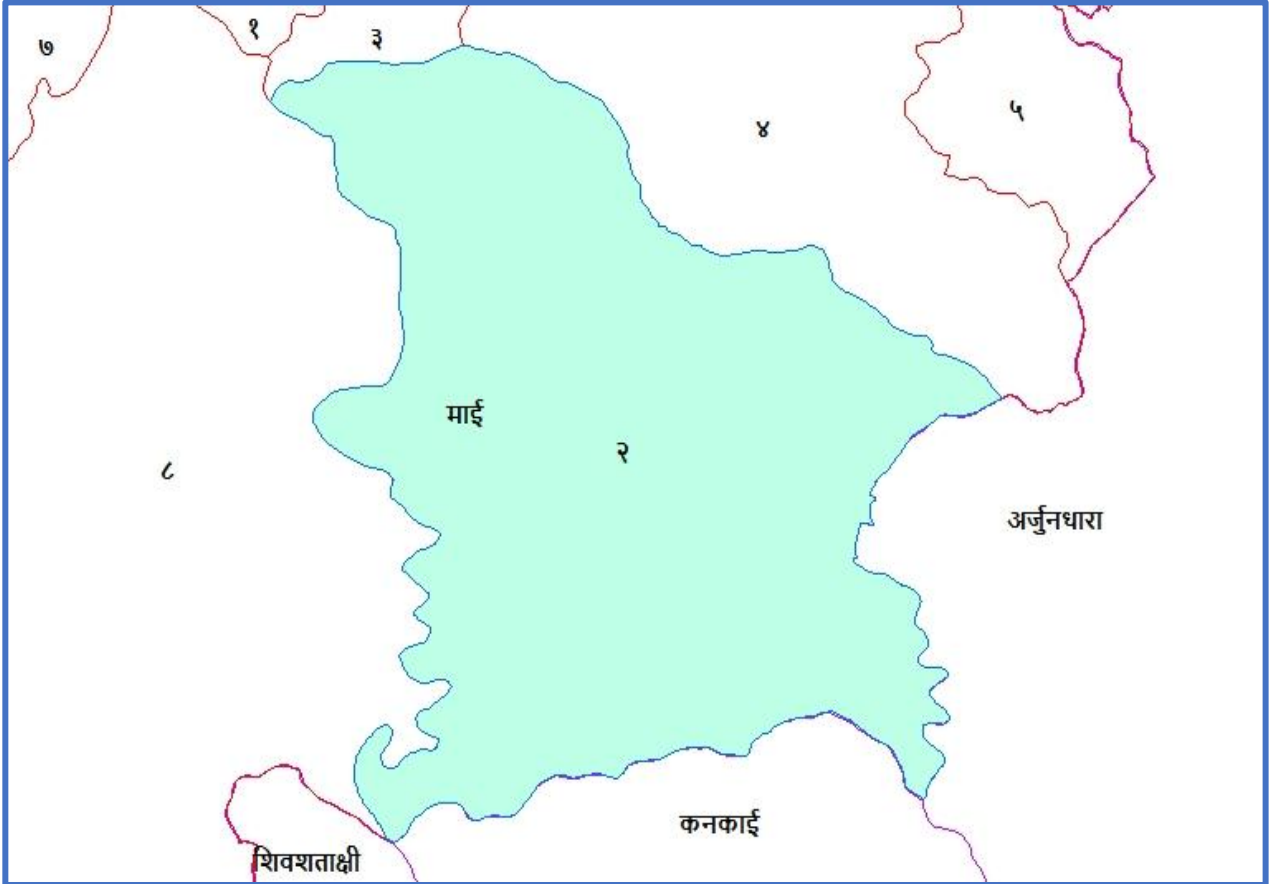 १
३
७
५
४
माई
२
८
अर्जुनधारा
कनकाई
शिवशताक्षी